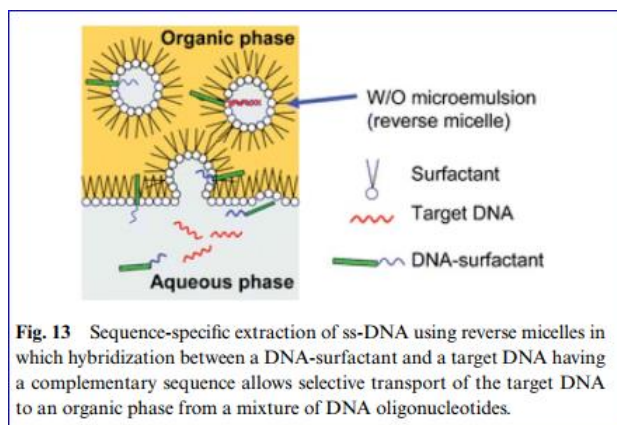 Organic phase
W/O microemulsion
(reverse micelle)
Surfactant
Target DNA
DNA-surfactant
Aqueous phase
Fig. 13 Sequence-specific extraction of ss-DNA using reverse micelles in
which hybridization between a DNA-surfactant and a target DNA having
a complementary sequence allows selective transport of the target DNA
to an organic phase from a mixture of DNA oligonucleotides.